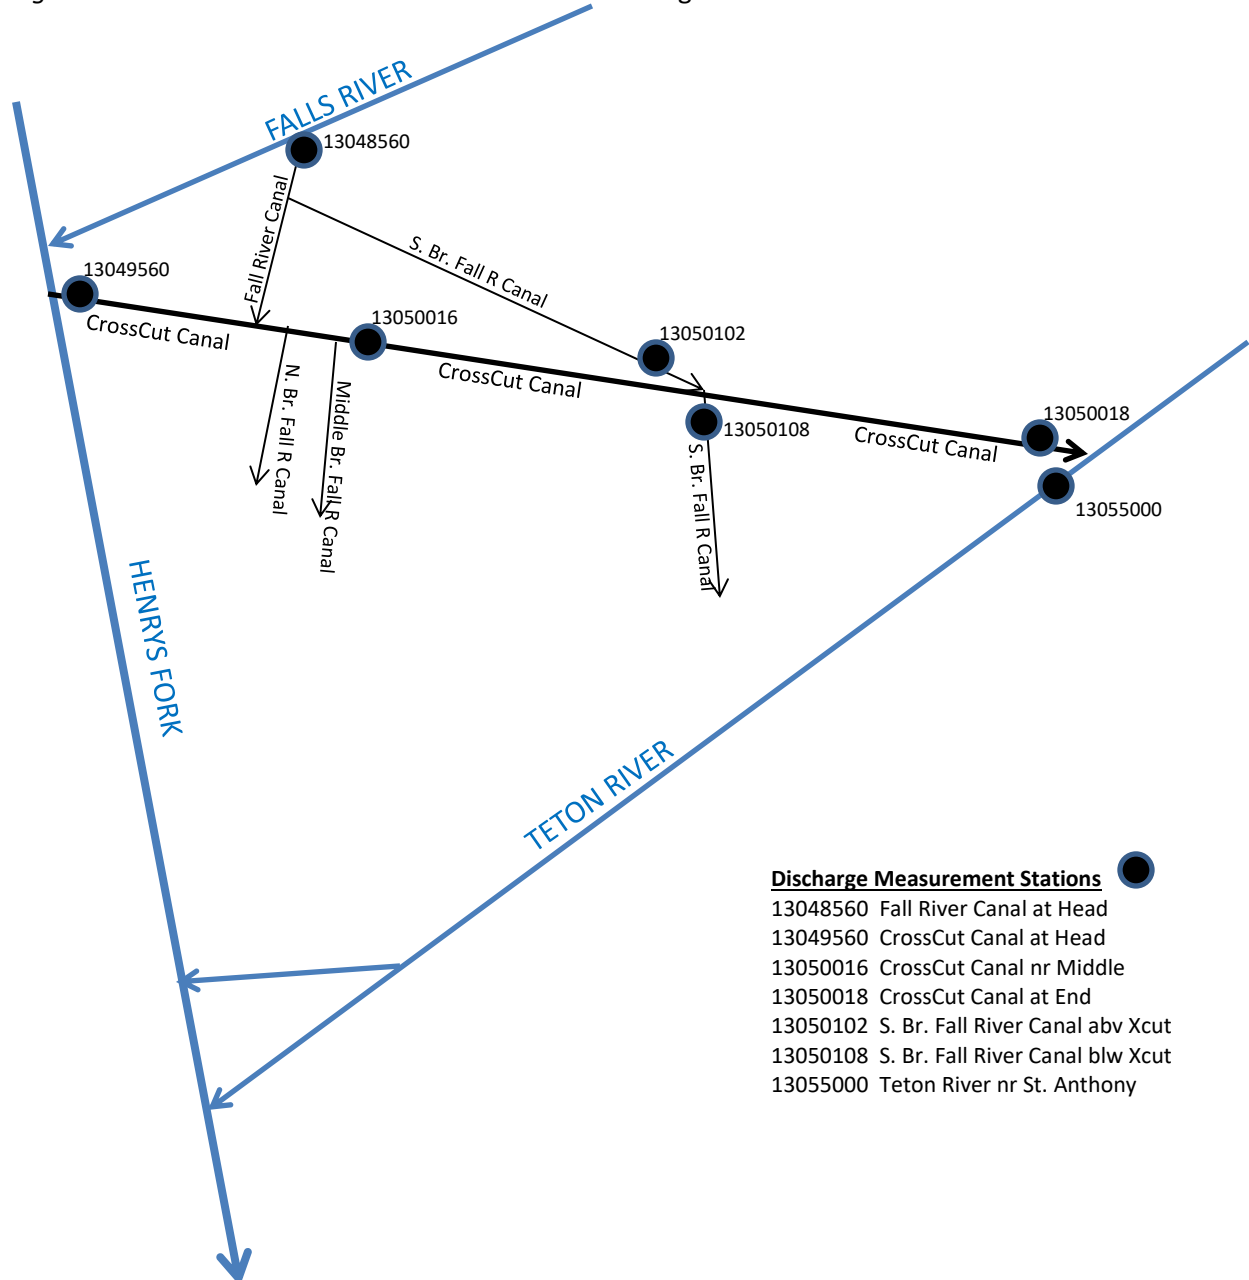 FALLS RIVER
13048560
Fall River Canal
S. Br. Fall R Canal
13049560
CrossCut Canal
13050016
13050102
CrossCut Canal
N. Br. Fall R Canal
Middle Br. Fall R Canal
13050108
S. Br. Fall R Canal
CrossCut Canal
13050018
13055000
HENRYS FORK
TETON RIVER
Discharge Measurement Stations
13048560 Fall River Canal at Head
13049560 CrossCut Canal at Head
13050016 CrossCut Canal nr Middle
13050018 CrossCut Canal at End
13050102 S. Br. Fall River Canal abv Xcut
13050108 S. Br. Fall River Canal blw Xcut
13055000 Teton River nr St. Anthony